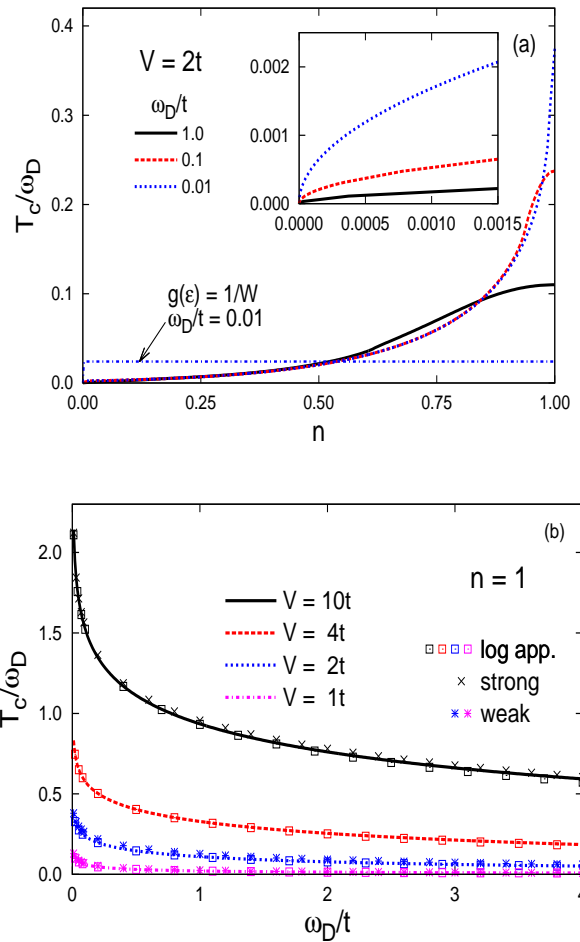 (a)
V = 2t
ω_D/t
1.0
0.1
0.01
g(ε) = 1/W
ω_D/t = 0.01
T_c/ω_D
0.4
0.3
0.2
0.1
0.0
0.00 0.25 0.50 0.75 1.00
n
0.002
0.001
0.000
0.0000 0.0005 0.0010 0.0015
(b)
n = 1
V = 10t
V = 4t
V = 2t
V = 1t
log app.
strong
weak
T_c/ω_D
2.0
1.5
1.0
0.5
0.0
0 1 2 3 4
ω_D/t